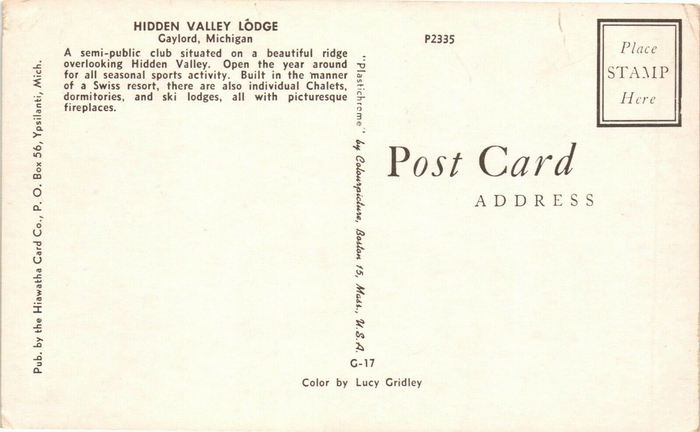 HIDDEN VALLEY LODGE
Gaylord, Michigan
A semi-public club situated on a beautiful ridge
overlooking Hidden Valley. Open the year around
for all seasonal sports activity. Built in the manner
of a Swiss resort, there are also individual Chalets,
dormitories, and ski lodges, all with picturesque
fireplaces.
Pub. by the Hiawatha Card Co., P. O. Box 56, Ypsilanti, Mich.
"Plastichrome" by Colourpicture, Boston 15, Mass., U.S.A.
G-17
Color by Lucy Gridley
P2335
Place
STAMP
Here
Post Card
ADDRESS